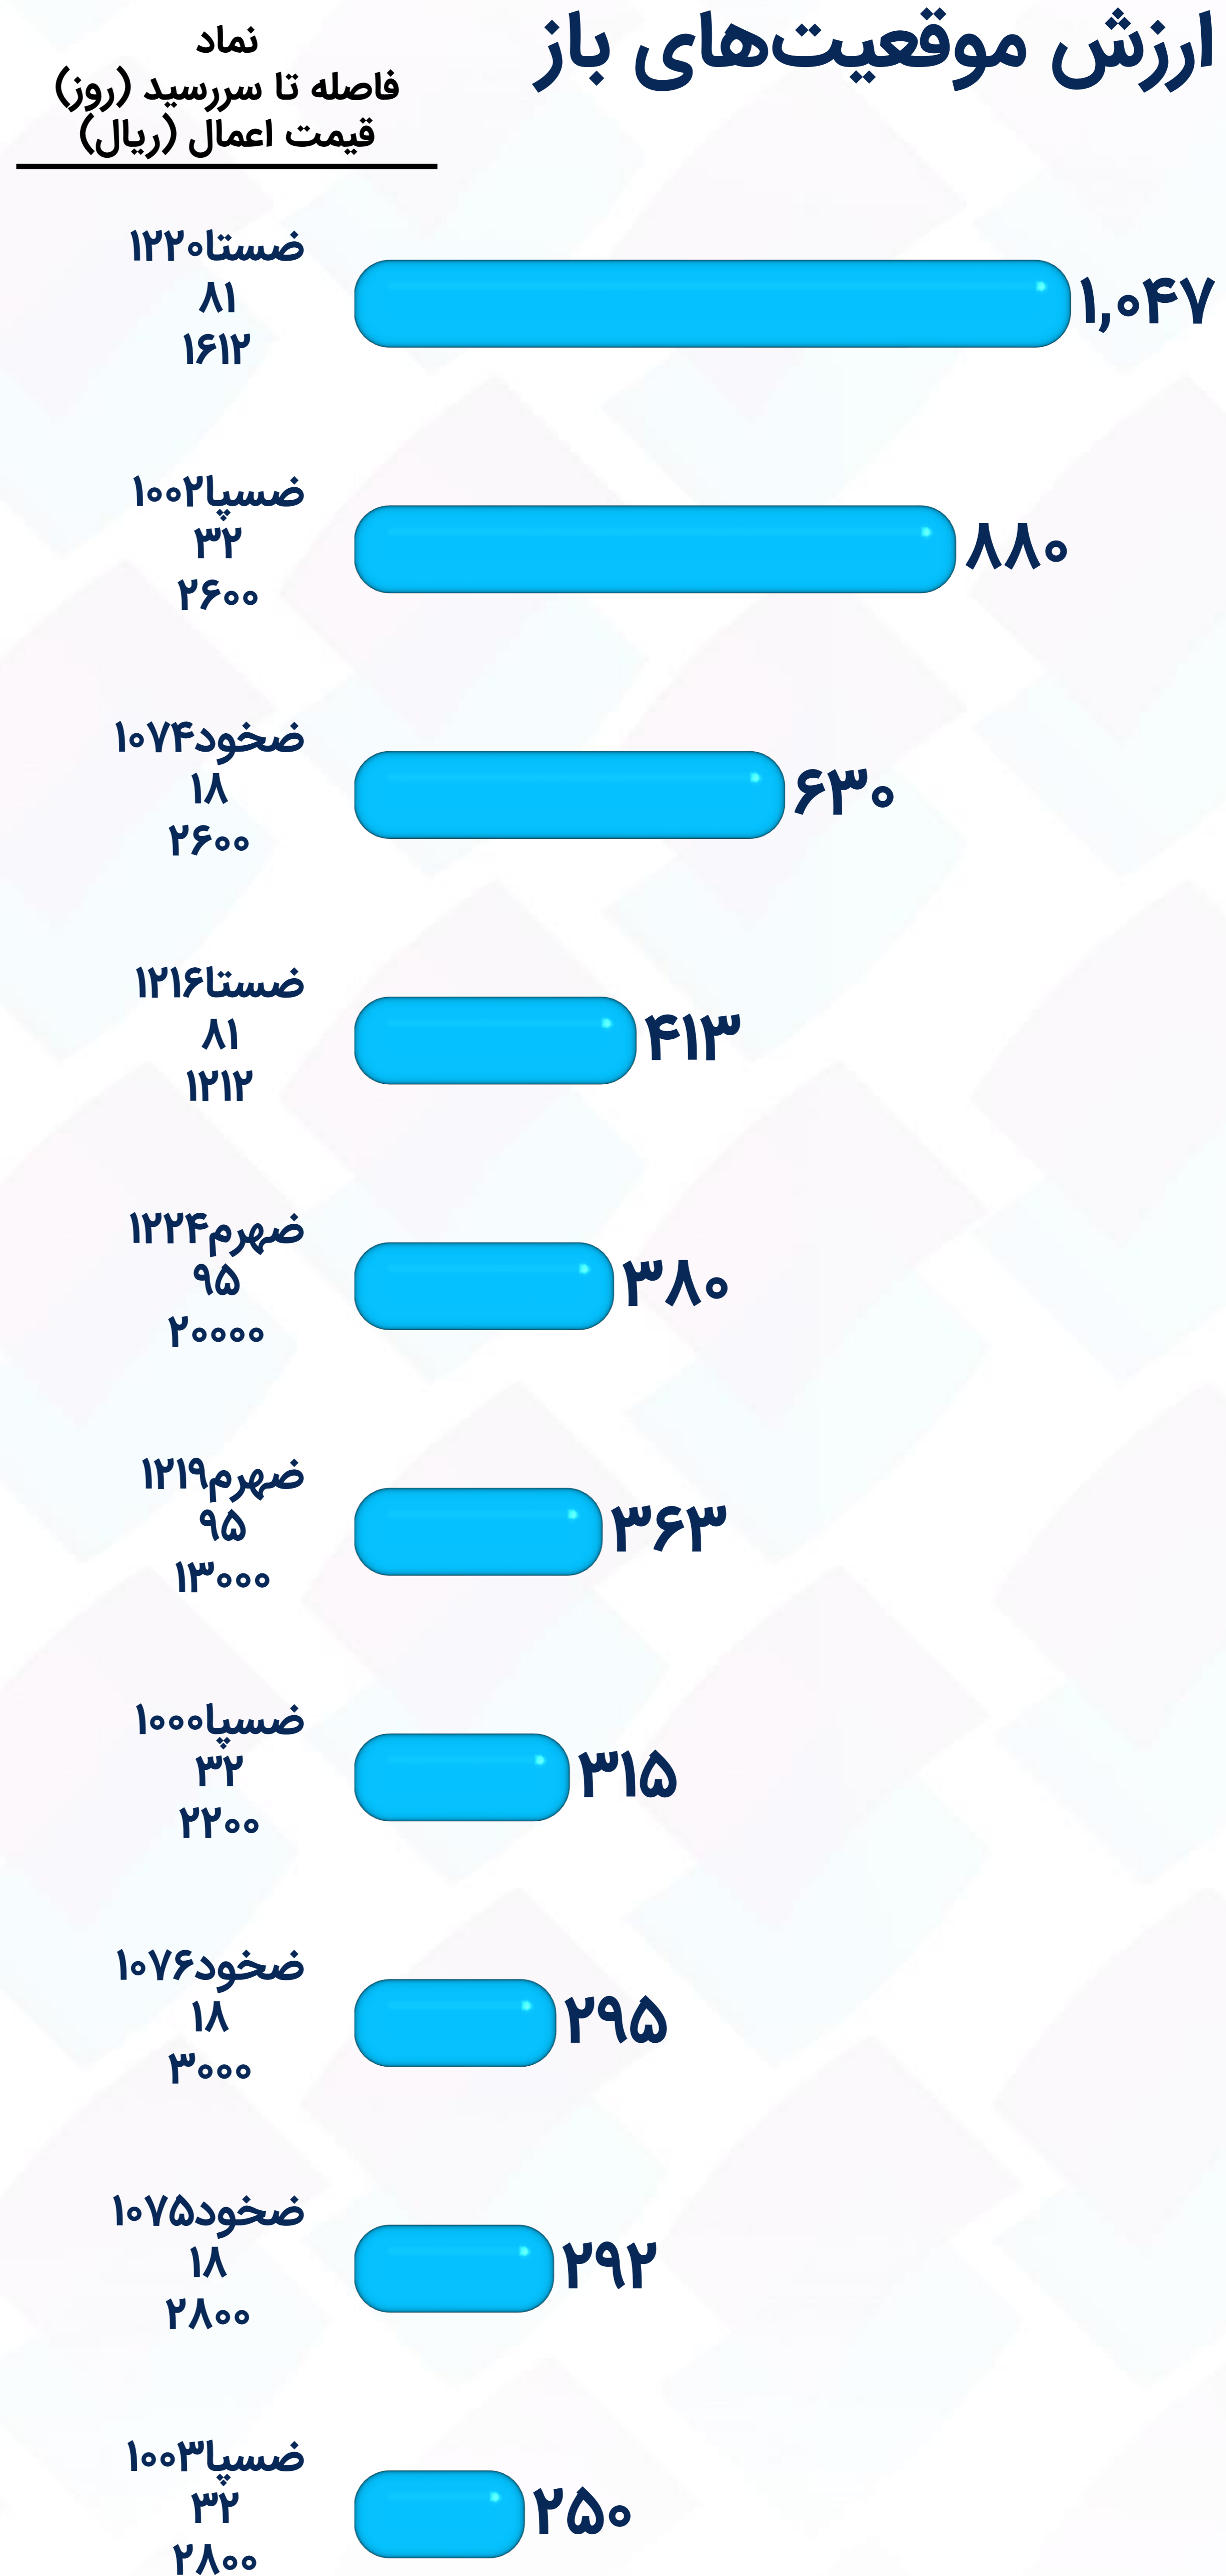 ارزش موقعیت‌های باز
نماد
فاصله تا سررسید (روز)
قیمت اعمال (ریال)
ضستا۱۲۲۰
۸۱
۱۶۱۲
۱,۰۴۷
ضسپا۱۰۰۲
۳۲
۲۶۰۰
۸۸۰
ضخود۱۰۷۴
۱۸
۲۶۰۰
۶۳۰
ضستا۱۲۱۶
۸۱
۱۲۱۲
۴۱۳
ضهرم۱۲۲۴
۹۵
۲۰۰۰۰
۳۸۰
ضهرم۱۲۱۹
۹۵
۱۳۰۰۰
۳۶۳
ضسپا۱۰۰۰
۳۲
۲۲۰۰
۳۱۵
ضخود۱۰۷۶
۱۸
۳۰۰۰
۲۹۵
ضخود۱۰۷۵
۱۸
۲۸۰۰
۲۹۲
ضسپا۱۰۰۳
۳۲
۲۸۰۰
۲۵۰